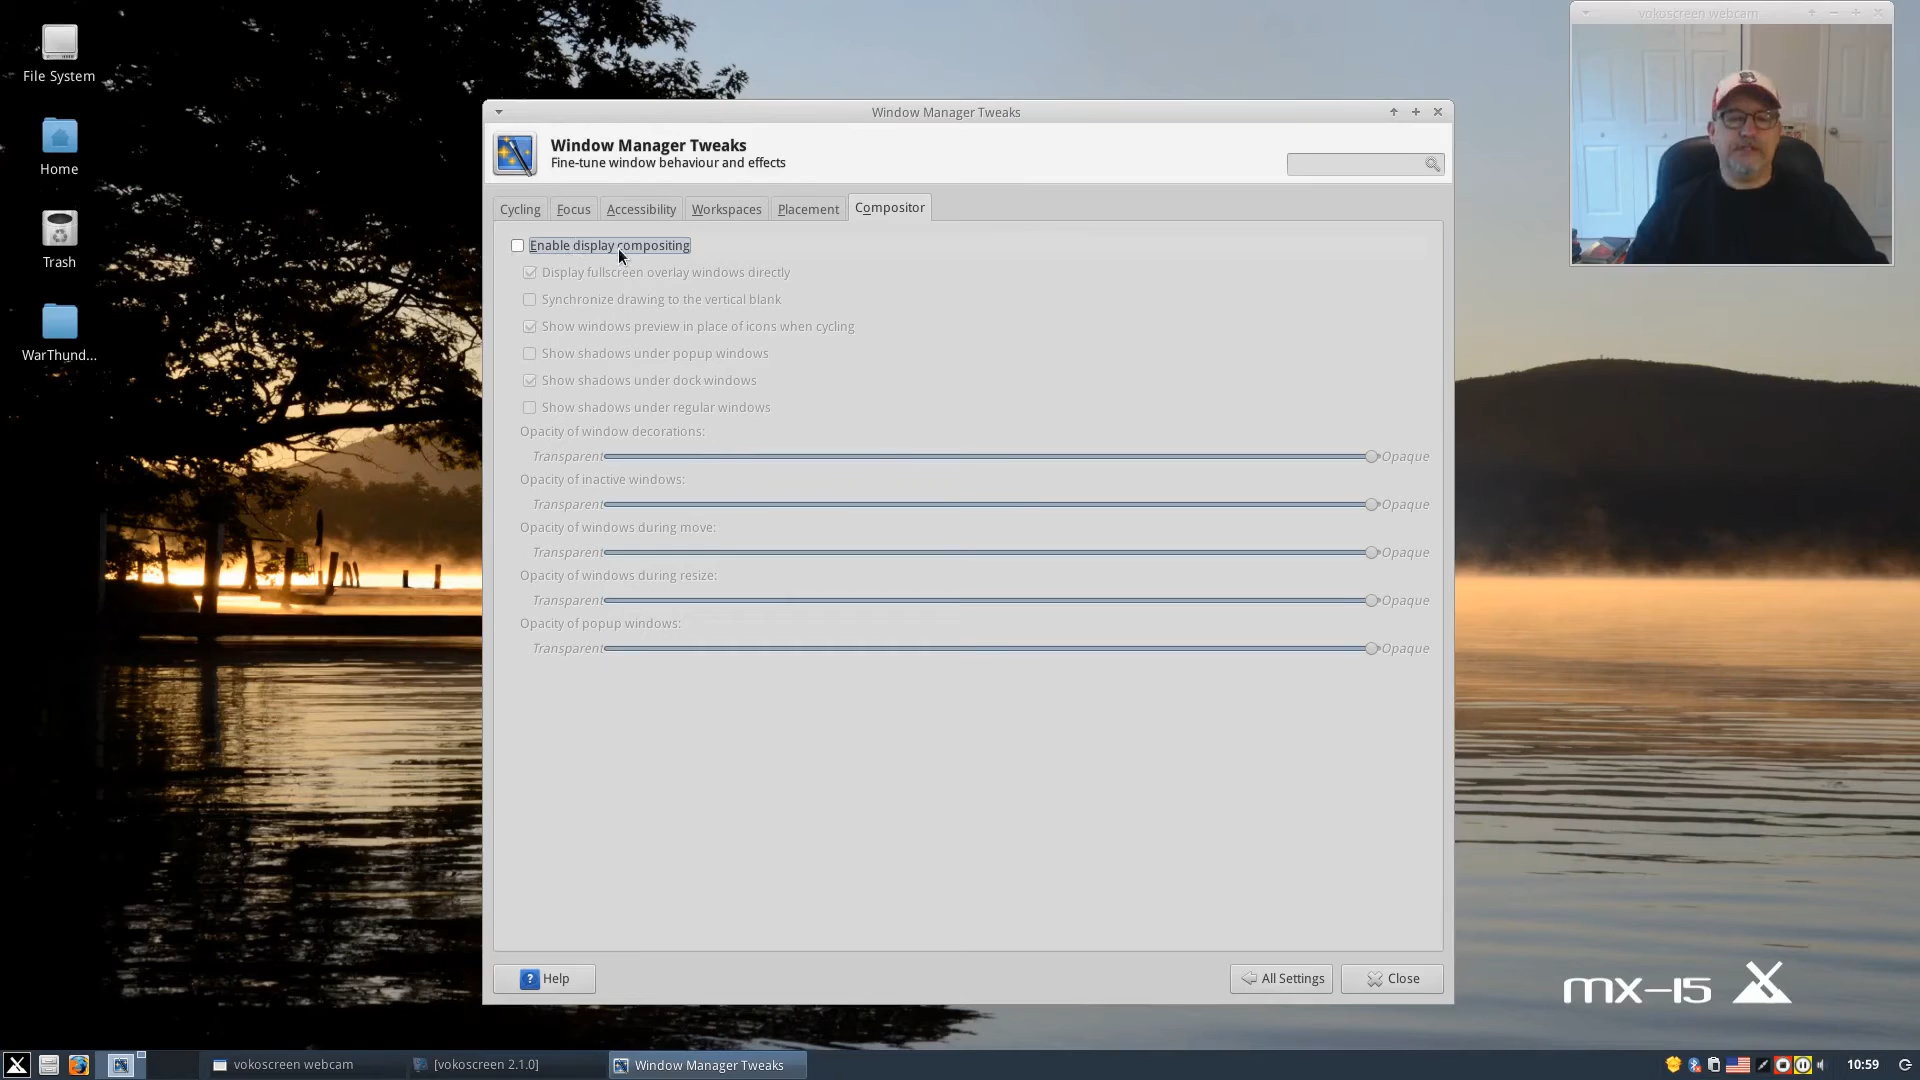 vokoscreen webcam
File System
Home
Trash
WarThund...
Window Manager Tweaks
Window Manager Tweaks
Fine-tune window behaviour and effects
Cycling
Focus
Accessibility
Workspaces
Placement
Compositor
Enable display compositing
Display fullscreen overlay windows directly
Synchronize drawing to the vertical blank
Show windows preview in place of icons when cycling
Show shadows under popup windows
Show shadows under dock windows
Show shadows under regular windows
Opacity of window decorations:
Transparent Opaque
Opacity of inactive windows:
Transparent Opaque
Opacity of windows during move:
Transparent Opaque
Opacity of windows during resize:
Transparent Opaque
Opacity of popup windows:
Transparent Opaque
Help
All Settings
Close
mx-15
vokoscreen webcam
[vokoscreen 2.1.0]
Window Manager Tweaks
10:59